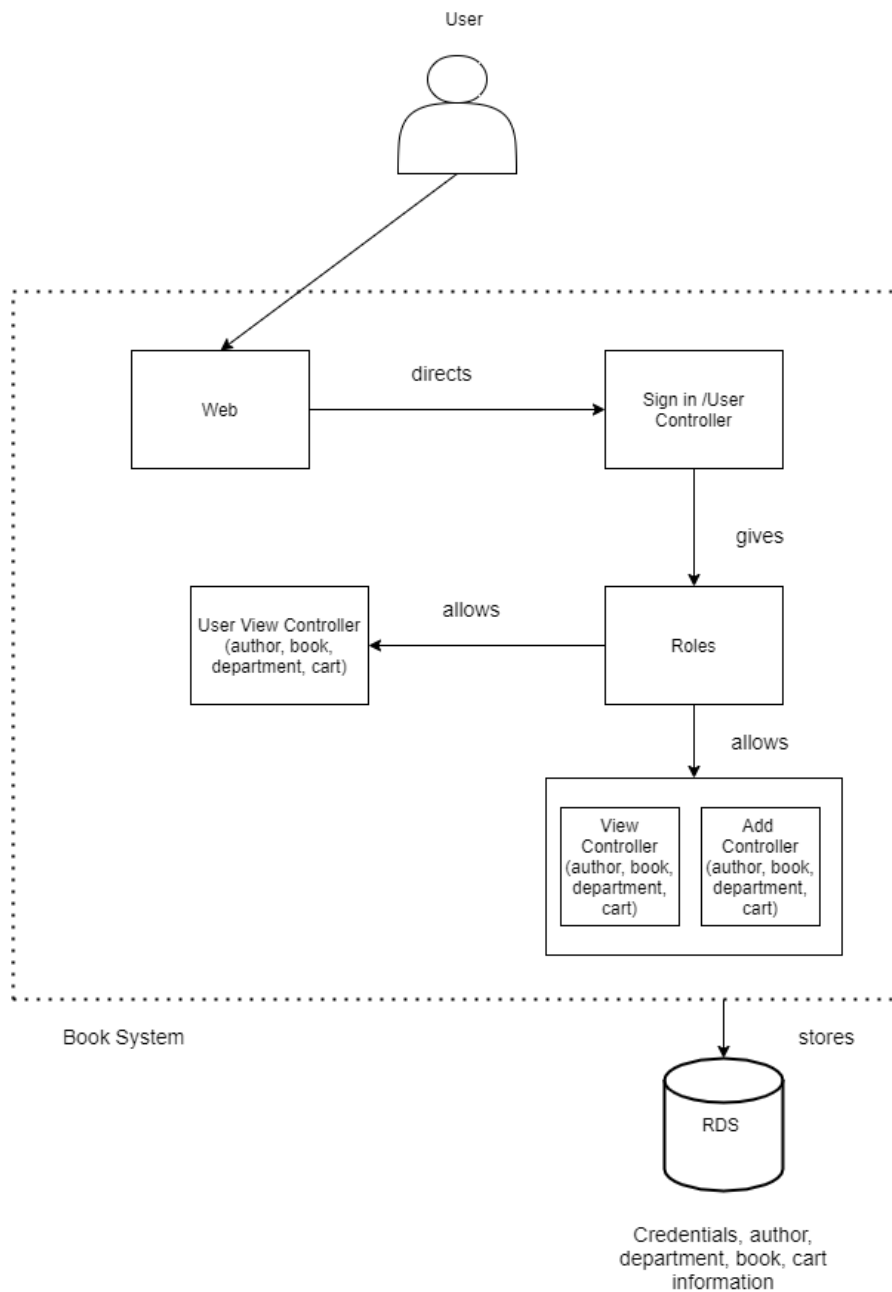 User
Web
directs
Sign in /User
Controller
gives
User View Controller
(author, book,
department, cart)
allows
Roles
allows
View
Controller
(author, book,
department,
cart)
Add
Controller
(author, book,
department,
cart)
Book System
stores
RDS
Credentials, author,
department, book, cart
information